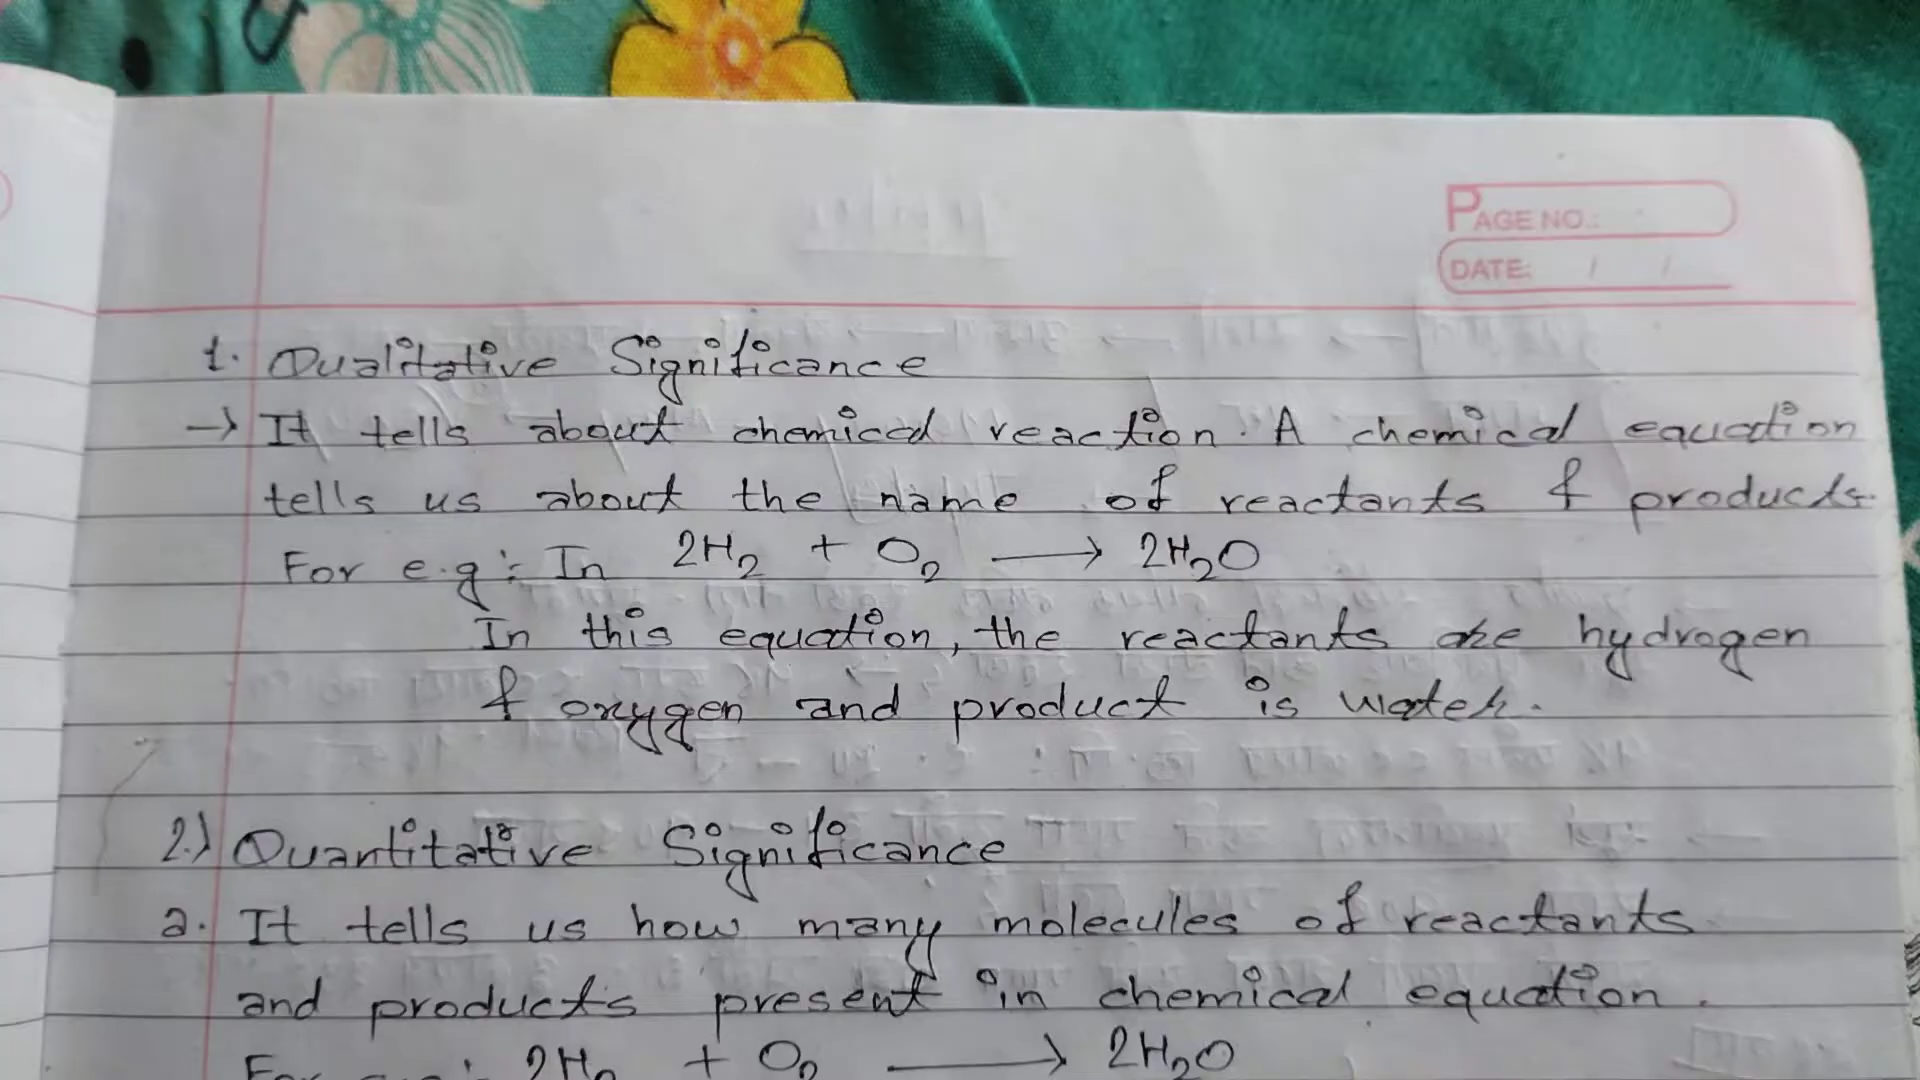 PAGE NO.:
DATE: / /
1. Qualitative Significance
→ It tells about chemical reaction. A chemical equation
tells us about the name of reactants & products.
For e.g: In 2H₂ + O₂ ⟶ 2H₂O
In this equation, the reactants are hydrogen
& oxygen and product is water.
2.) Quantitative Significance
a. It tells us how many molecules of reactants
and products present in chemical equation.
For e.g: 2H₂ + O₂ ⟶ 2H₂O